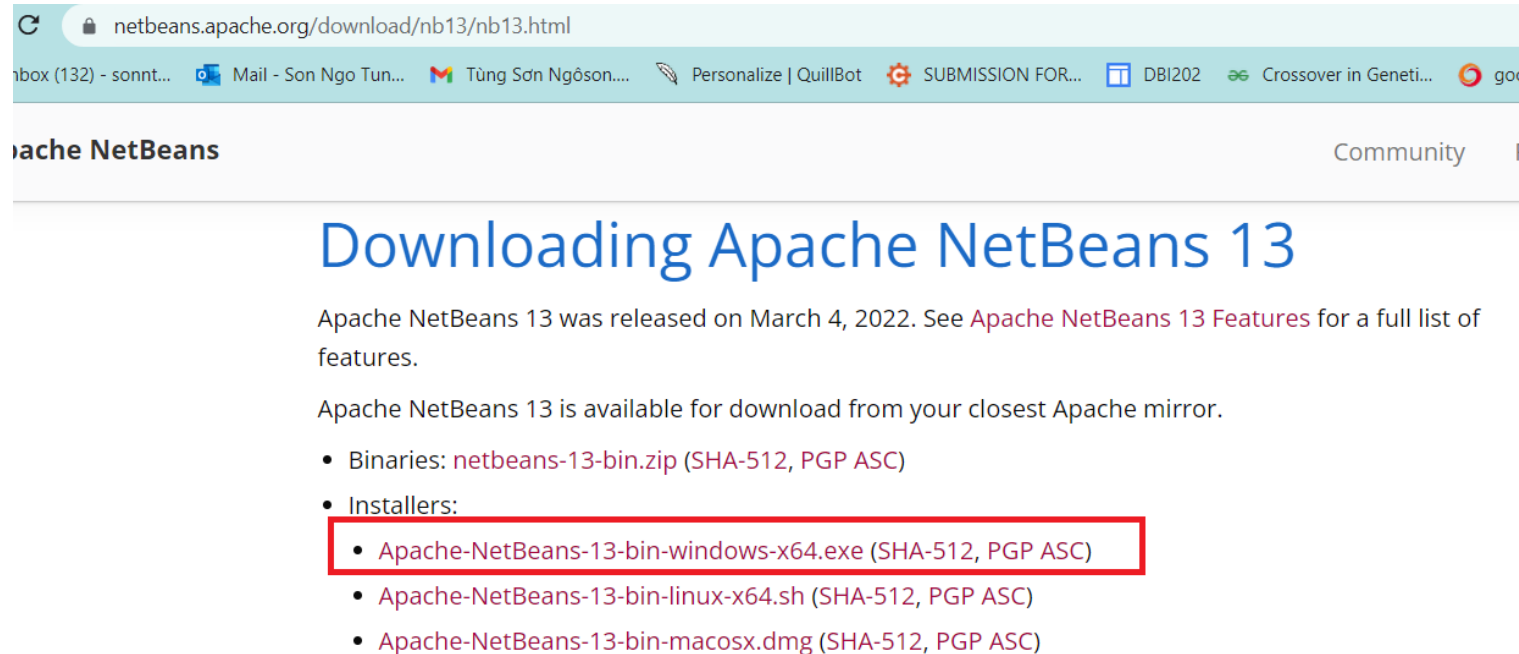 netbeans.apache.org/download/nb13/nb13.html
nbox (132) - sonnt... Mail - Son Ngo Tun... Tùng Sơn Ngôson.... Personalize | QuillBot SUBMISSION FOR... DBI202 Crossover in Geneti... goo
pache NetBeans Community
Downloading Apache NetBeans 13
Apache NetBeans 13 was released on March 4, 2022. See Apache NetBeans 13 Features for a full list of
features.
Apache NetBeans 13 is available for download from your closest Apache mirror.
• Binaries: netbeans-13-bin.zip (SHA-512, PGP ASC)
• Installers:
• Apache-NetBeans-13-bin-windows-x64.exe (SHA-512, PGP ASC)
• Apache-NetBeans-13-bin-linux-x64.sh (SHA-512, PGP ASC)
• Apache-NetBeans-13-bin-macosx.dmg (SHA-512, PGP ASC)